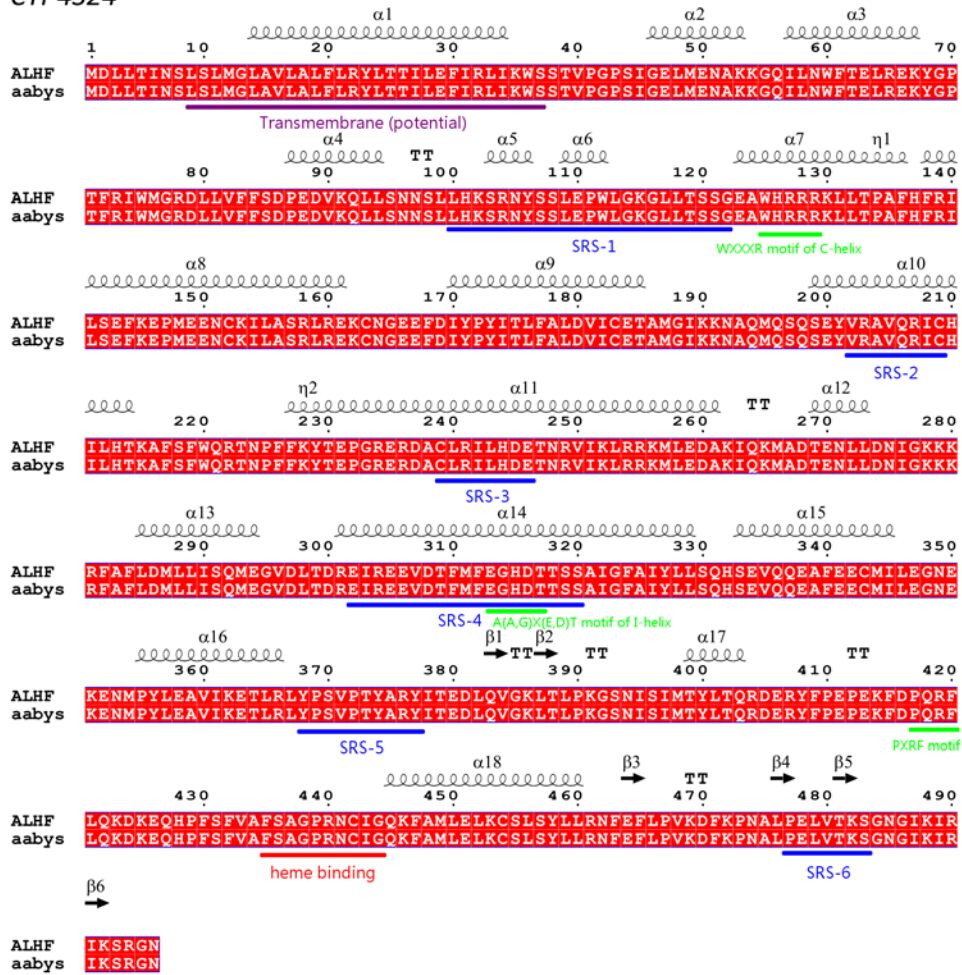 α1 α2 α3
1 10 20 30 40 50 60 70
ALHF MDLLTINSLSLMGLAVLALFLRYLTTILEFIRLIKWSSTVPGPSIGELMENAKKGQILNWFTELREKYGP
aabys MDLLTINSLSLMGLAVLALFLRYLTTILEFIRLIKWSSTVPGPSIGELMENAKKGQILNWFTELREKYGP
Transmembrane (potential)
α4 TT α5 α6 α7 η1
80 90 100 110 120 130 140
ALHF TFRIWMGRDLLVFFSDPEDVKQLLSNNSLLHKSRNYSSLEPWLGKGLLTSSGEAWHRRRKLLTPAFHFRI
aabys TFRIWMGRDLLVFFSDPEDVKQLLSNNSLLHKSRNYSSLEPWLGKGLLTSSGEAWHRRRKLLTPAFHFRI
SRS-1 WXXXR motif of C-helix
α8 α9 α10
150 160 170 180 190 200 210
ALHF LSEFKEPMEENCKILASRLREKCNGEEFDIYPYITLFALDVICETAMGIKKNAQMQSQSEYVRAVQRICH
aabys LSEFKEPMEENCKILASRLREKCNGEEFDIYPYITLFALDVICETAMGIKKNAQMQSQSEYVRAVQRICH
SRS-2
η2 α11 TT α12
220 230 240 250 260 270 280
ALHF ILHTKAFSFWQRTNPFFKYTEPGRERDACLRILHDETNRVIKLRRKMLEDAKIQKMADTENLLDNIGKKK
aabys ILHTKAFSFWQRTNPFFKYTEPGRERDACLRILHDETNRVIKLRRKMLEDAKIQKMADTENLLDNIGKKK
SRS-3
α13 α14 α15
290 300 310 320 330 340 350
ALHF RFAFLDMLLISQMEGVDLTDREIREEVDTFMFEGHDTTSSAIGFAIYLLSQHSEVQQEAFEECMILEGNE
aabys RFAFLDMLLISQMEGVDLTDREIREEVDTFMFEGHDTTSSAIGFAIYLLSQHSEVQQEAFEECMILEGNE
SRS-4 A(A,G)X(E,D)T motif of I-helix
α16 β1 TT β2 TT α17 TT
360 370 380 390 400 410 420
ALHF KENMPYLEAVIKETLRLYPSVPTYARYITEDLQVGKLTLPKGSNISIMTYLTQRDERYFPEPEKFDPQRF
aabys KENMPYLEAVIKETLRLYPSVPTYARYITEDLQVGKLTLPKGSNISIMTYLTQRDERYFPEPEKFDPQRF
SRS-5 PXRF motif
α18 β3 TT β4 β5
430 440 450 460 470 480 490
ALHF LQKDKEQHPFSFVAFSAGPRNCIGQKFAMLELKCSLSYLLRNFEFLPVKDFKPNALPELVTKSGNGIKIR
aabys LQKDKEQHPFSFVAFSAGPRNCIGQKFAMLELKCSLSYLLRNFEFLPVKDFKPNALPELVTKSGNGIKIR
heme binding SRS-6
β6
ALHF IKSRGN
aabys IKSRGN